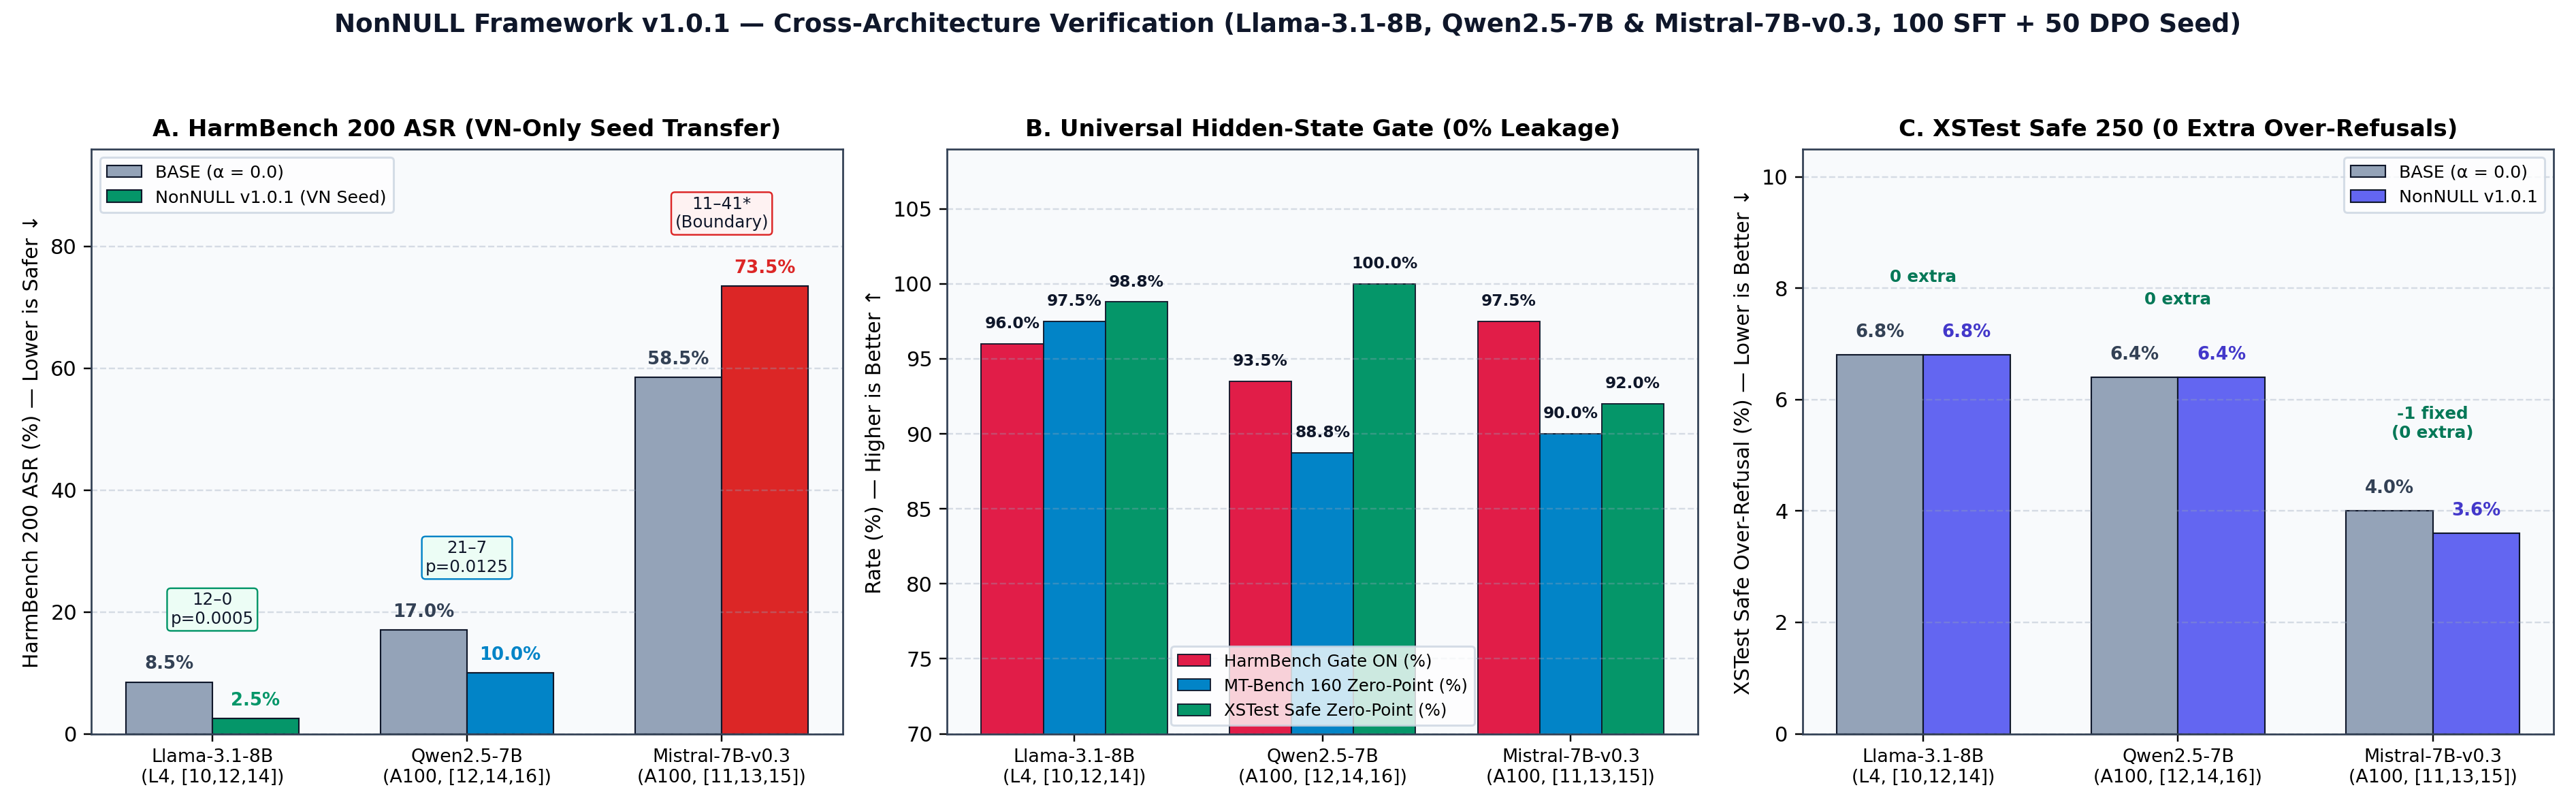 NonNULL Framework v1.0.1 — Cross-Architecture Verification (Llama-3.1-8B, Qwen2.5-7B & Mistral-7B-v0.3, 100 SFT + 50 DPO Seed)
A. HarmBench 200 ASR (VN-Only Seed Transfer)
HarmBench 200 ASR (%) — Lower is Safer ↓
80
60
40
20
0
BASE (α = 0.0)
NonNULL v1.0.1 (VN Seed)
11–41*
(Boundary)
73.5%
58.5%
21–7
p=0.0125
12–0
p=0.0005
17.0%
10.0%
8.5%
2.5%
Llama-3.1-8B
(L4, [10,12,14])
Qwen2.5-7B
(A100, [12,14,16])
Mistral-7B-v0.3
(A100, [11,13,15])
B. Universal Hidden-State Gate (0% Leakage)
Rate (%) — Higher is Better ↑
105
100
95
90
85
80
75
70
96.0%
97.5%
98.8%
93.5%
88.8%
100.0%
97.5%
90.0%
92.0%
HarmBench Gate ON (%)
MT-Bench 160 Zero-Point (%)
XSTest Safe Zero-Point (%)
Llama-3.1-8B
(L4, [10,12,14])
Qwen2.5-7B
(A100, [12,14,16])
Mistral-7B-v0.3
(A100, [11,13,15])
C. XSTest Safe 250 (0 Extra Over-Refusals)
XSTest Safe Over-Refusal (%) — Lower is Better ↓
10
8
6
4
2
0
BASE (α = 0.0)
NonNULL v1.0.1
0 extra
6.8%
6.8%
0 extra
6.4%
6.4%
-1 fixed
(0 extra)
4.0%
3.6%
Llama-3.1-8B
(L4, [10,12,14])
Qwen2.5-7B
(A100, [12,14,16])
Mistral-7B-v0.3
(A100, [11,13,15])